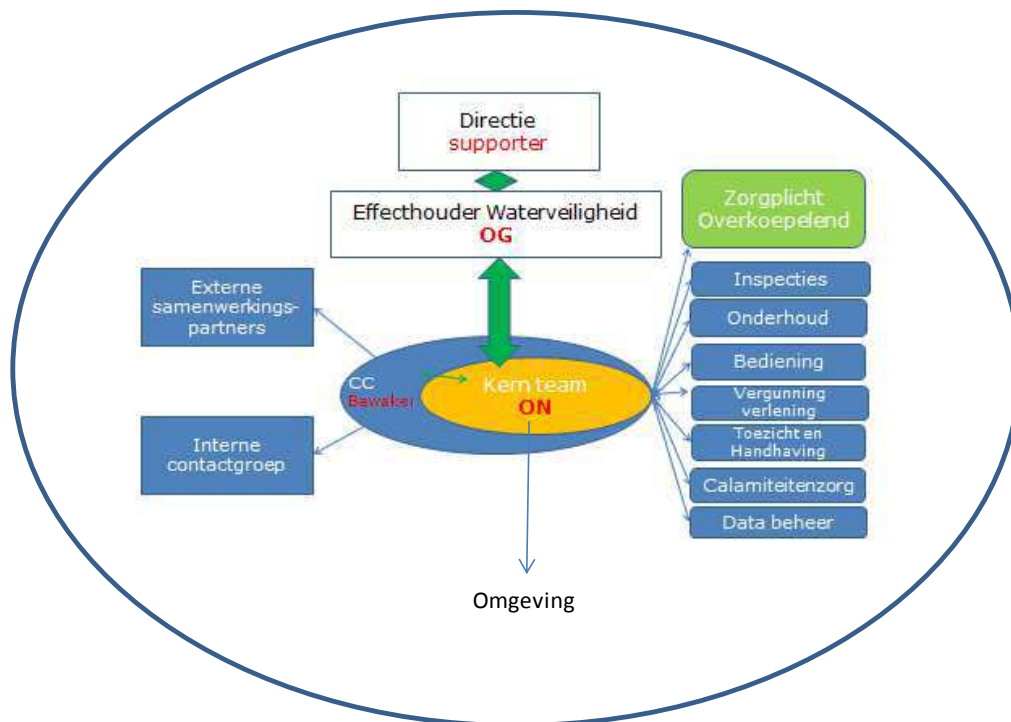 Directie
supporter
Effecthouder Waterveiligheid
OG
Zorgplicht
Overkoepelend
Externe
samenwerkings-
partners
Inspecties
Onderhoud
Bediening
Vergunning
verlening
Toezicht en
Handhaving
Calamiteitenzorg
Data beheer
CC
Bewaker
Kern team
ON
Interne
contactgroep
Omgeving